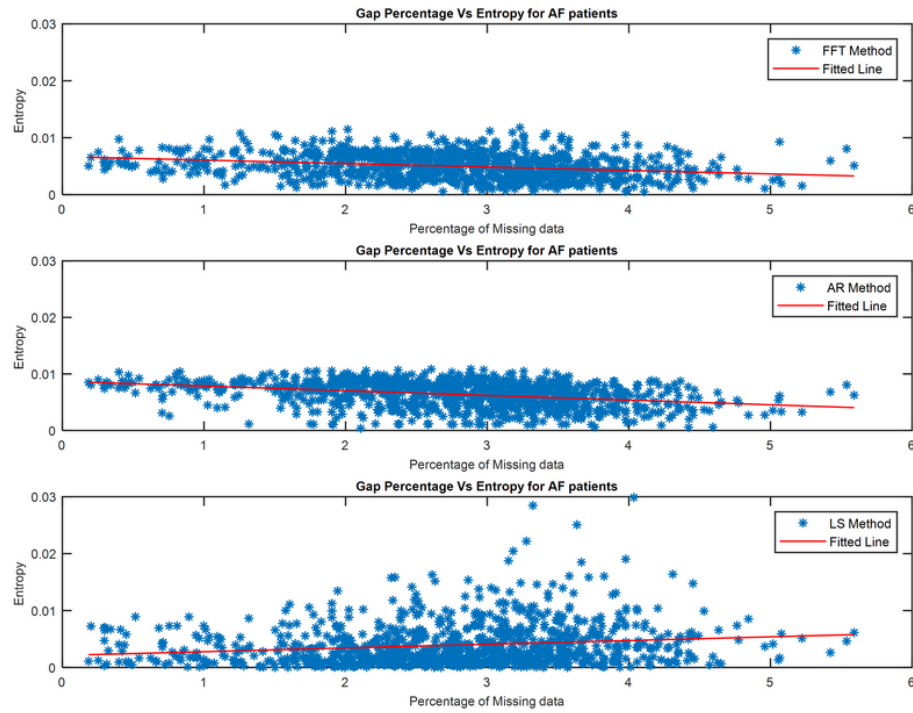 Gap Percentage Vs Entropy for AF patients
0.03
0.02
0.01
0
Entropy
FFT Method
Fitted Line
0 1 2 3 4 5 6
Percentage of Missing data
Gap Percentage Vs Entropy for AF patients
0.03
0.02
0.01
0
Entropy
AR Method
Fitted Line
0 1 2 3 4 5 6
Percentage of Missing data
Gap Percentage Vs Entropy for AF patients
0.03
0.02
0.01
0
Entropy
LS Method
Fitted Line
0 1 2 3 4 5 6
Percentage of Missing data